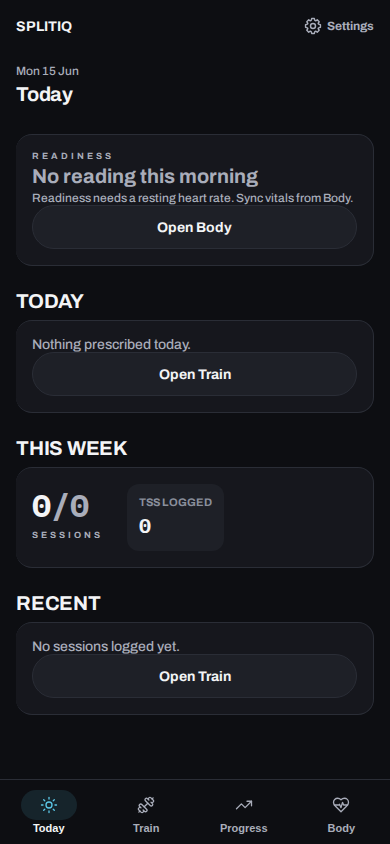 SPLITIQ
Settings
Mon 15 Jun
Today
READINESS
No reading this morning
Readiness needs a resting heart rate. Sync vitals from Body.
Open Body
TODAY
Nothing prescribed today.
Open Train
THIS WEEK
0/0
SESSIONS
TSS LOGGED
0
RECENT
No sessions logged yet.
Open Train
Today
Train
Progress
Body